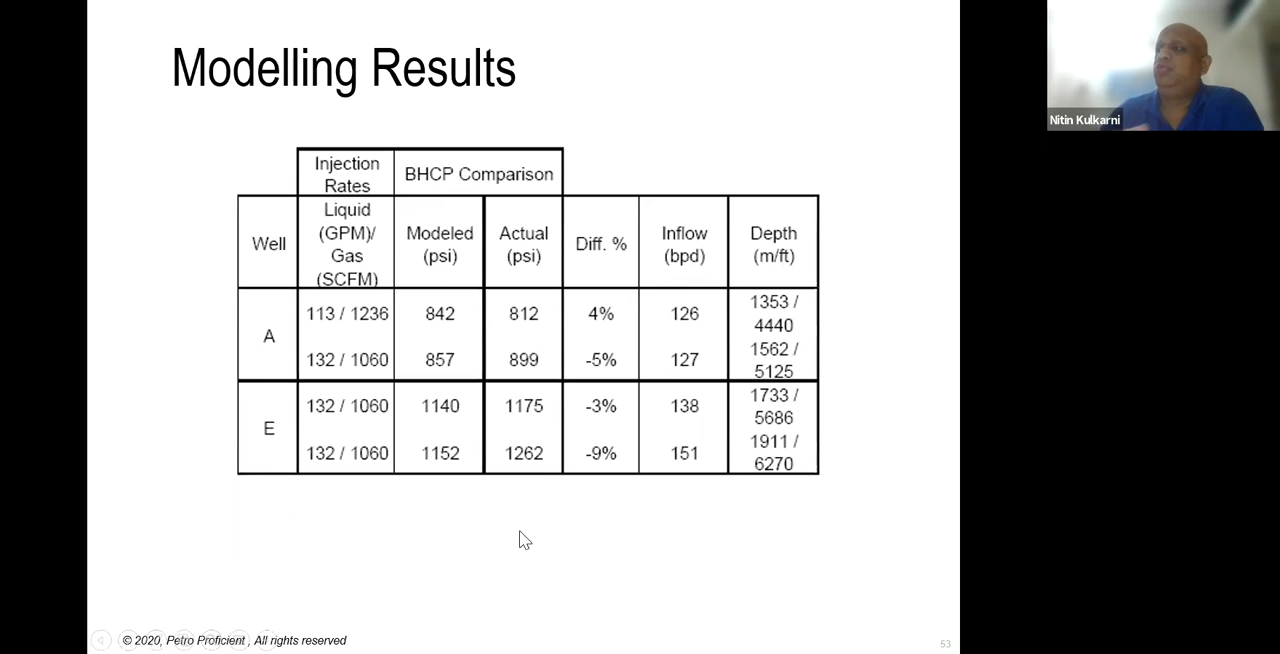 Modelling Results
Nitin Kulkarni
Injection
Rates
BHCP Comparison
Well
Liquid
(GPM)/
Gas
(SCFM)
Modeled
(psi)
Actual
(psi)
Diff. %
Inflow
(bpd)
Depth
(m/ft)
A
113 / 1236 842 812 4% 126 1353 /
4440
132 / 1060 857 899 -5% 127 1562 /
5125
E
132 / 1060 1140 1175 -3% 138 1733 /
5686
132 / 1060 1152 1262 -9% 151 1911 /
6270
© 2020, Petro Proficient , All rights reserved
53